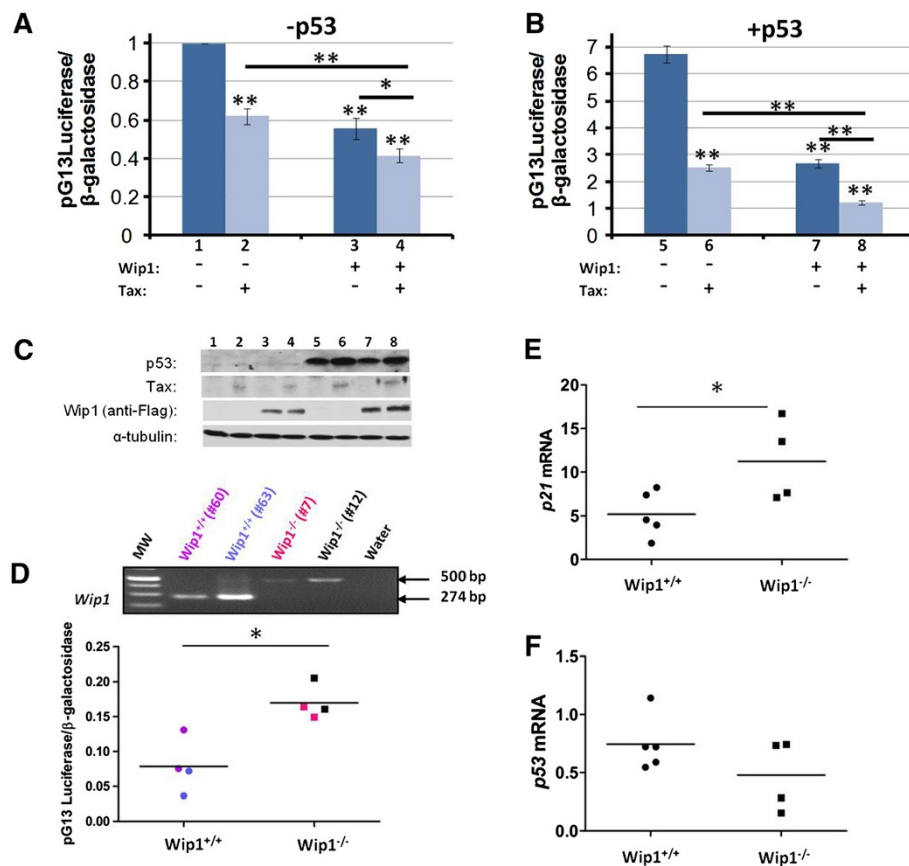 A
-p53
pG13Luciferase/
β-galactosidase
1
0.8
0.6
0.4
0.2
0
**
*
**
**
**
1 2 3 4
Wip1: - - + +
Tax: - + - +
B
+p53
pG13Luciferase/
β-galactosidase
7
6
5
4
3
2
1
0
**
**
**
**
**
5 6 7 8
Wip1: - - + +
Tax: - + - +
C
1 2 3 4 5 6 7 8
p53:
Tax:
Wip1 (anti-Flag):
α-tubulin:
D
MW
Wip1+/+ (#60)
Wip1+/+ (#63)
Wip1-/- (#7)
Wip1-/- (#12)
Water
Wip1
500 bp
274 bp
pG13 Luciferase/β-galactosidase
*
0.25
0.20
0.15
0.10
0.05
0.00
Wip1+/+ Wip1-/-
E
p21 mRNA
*
20
15
10
5
0
Wip1+/+ Wip1-/-
F
p53 mRNA
1.5
1.0
0.5
0.0
Wip1+/+ Wip1-/-